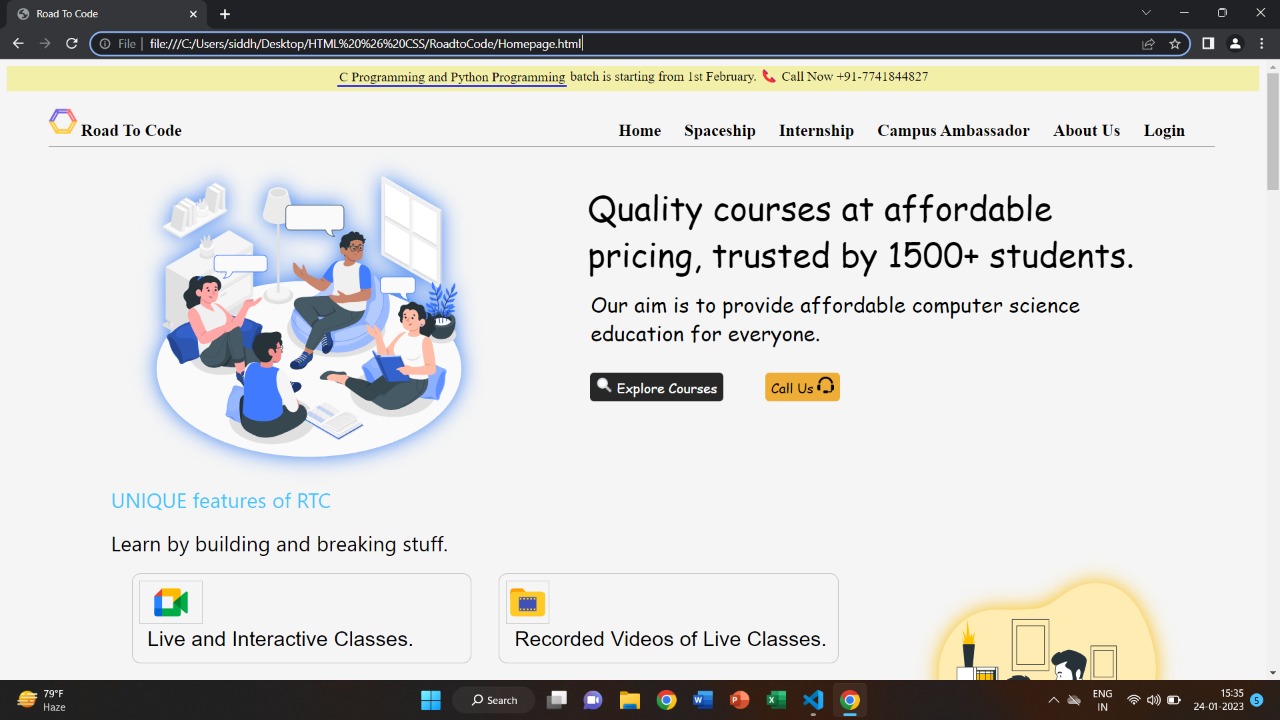 Road To Code
File
file:///C:/Users/siddh/Desktop/HTML%20%26%20CSS/RoadtoCode/Homepage.html
C Programming and Python Programming batch is starting from 1st February. 📞 Call Now +91-7741844827
Road To Code
Home Spaceship Internship Campus Ambassador About Us Login
Quality courses at affordable
pricing, trusted by 1500+ students.
Our aim is to provide affordable computer science
education for everyone.
Explore Courses Call Us
UNIQUE features of RTC
Learn by building and breaking stuff.
Live and Interactive Classes.
Recorded Videos of Live Classes.
79°F
Haze
Search
ENG
IN
15:35
24-01-2023
5